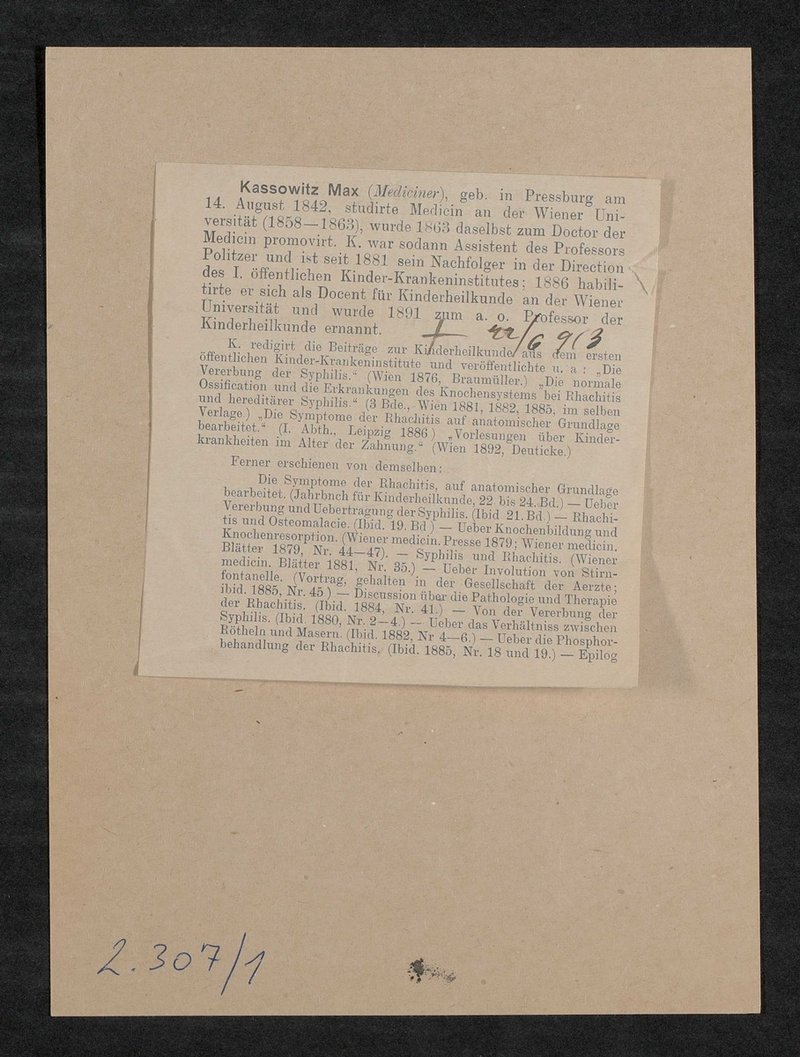 Kassowitz Max (Mediciner), geb. in Pressburg am
14. August 1842, studirte Medicin an der Wiener Uni-
versität (1858—1863), wurde 1863 daselbst zum Doctor der
Medicin promovirt. K. war sodann Assistent des Professors
Politzer und ist seit 1881 sein Nachfolger in der Direction
des I. öffentlichen Kinder-Krankeninstitutes; 1886 habili-
tirte er sich als Docent für Kinderheilkunde an der Wiener
Universität und wurde 1891 zum a. o. Professor der
Kinderheilkunde ernannt. † 22/6 913
K. redigirt die Beiträge zur Kinderheilkunde aus dem ersten
öffentlichen Kinder-Krankeninstitute und veröffentlichte u. a : „Die
Vererbung der Syphilis.“ (Wien 1876, Braumüller.) „Die normale
Ossification und die Erkrankungen des Knochensystems bei Rhachitis
und hereditärer Syphilis.“ (3 Bde., Wien 1881, 1882, 1885, im selben
Verlage.) „Die Symptome der Rhachitis auf anatomischer Grundlage
bearbeitet.“ (I. Abth., Leipzig 1886 ) „Vorlesungen über Kinder-
krankheiten im Alter der Zahnung.“ (Wien 1892, Deuticke.)
Ferner erschienen von demselben:
Die Symptome der Rhachitis, auf anatomischer Grundlage
bearbeitet. (Jahrbnch für Kinderheilkunde, 22 bis 24. Bd.) — Ueber
Vererbung und Uebertragung der Syphilis. (Ibid 21. Bd.) — Rhachi-
tis und Osteomalacie. (Ibid. 19. Bd ) — Ueber Knochenbildung und
Knochenresorption. (Wiener medicin. Presse 1879; Wiener medicin.
Blätter 1879, Nr. 44—47). — Syphilis und Rhachitis. (Wiener
medicin. Blätter 1881, Nr. 35.) — Ueber Involution von Stirn-
fontanelle. (Vortrag, gehalten in der Gesellschaft der Aerzte;
ibid. 1885, Nr. 45 ) — Discussion über die Pathologie und Therapie
der Rhachitis. (Ibid. 1884, Nr. 41.) — Von der Vererbung der
Syphilis. (Ibid. 1880, Nr. 2—4.) — Ueber das Verhältniss zwischen
Rötheln und Masern. (Ibid. 1882, Nr 4—6.) — Ueber die Phosphor-
behandlung der Rhachitis. (Ibid. 1885, Nr. 18 und 19.) — Epilog
2.307/1